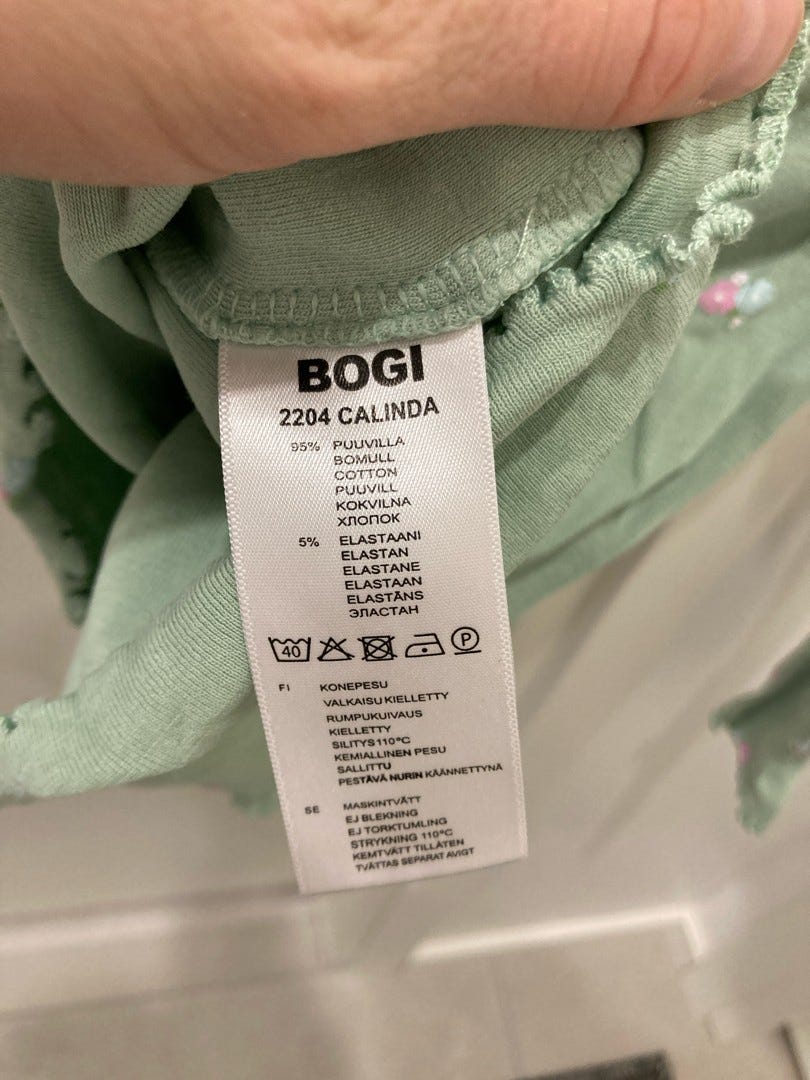 BOGI
2204 CALINDA
95% PUUVILLA
BOMULL
COTTON
PUUVILL
KOKVILNA
ХЛОПОК
5% ELASTAANI
ELASTAN
ELASTANE
ELASTAAN
ELASTĀNS
ЭЛАСТАН
40 P
FI KONEPESU
VALKAISU KIELLETTY
RUMPUKUIVAUS
KIELLETTY
SILITYS 110°C
KEMIALLINEN PESU
SALLITTU
PESTÄVÄ NURIN KÄÄNNETTYNÄ
SE MASKINTVÄTT
EJ BLEKNING
EJ TORKTUMLING
STRYKNING 110°C
KEMTVÄTT TILLÅTEN
TVÄTTAS SEPARAT AVIGT